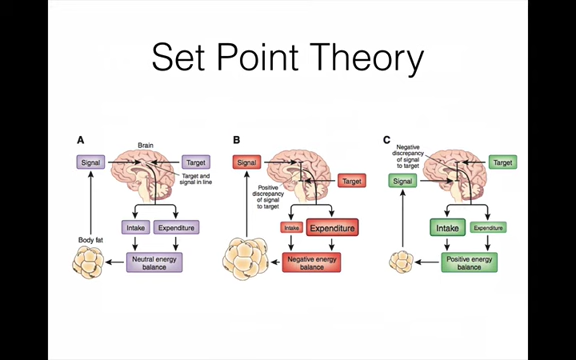 Set Point Theory
A
Brain
Signal
Target
Target and
signal in line
Intake
Expenditure
Body fat
Neutral energy
balance
B
Signal
Target
Positive
discrepancy
of signal
to target
Intake
Expenditure
Negative energy
balance
C
Negative
discrepancy
of signal to
target
Target
Signal
Intake
Expenditure
Positive energy
balance